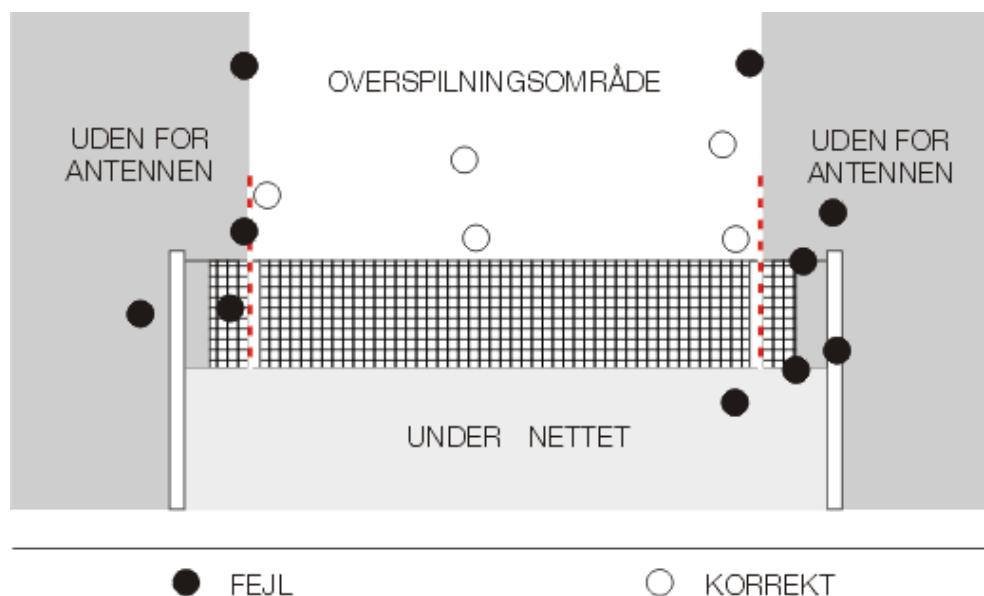 OVERSPILNINGSOMRÅDE
UDEN FOR
ANTENNEN
UDEN FOR
ANTENNEN
UNDER NETTET
FEJL
KORREKT